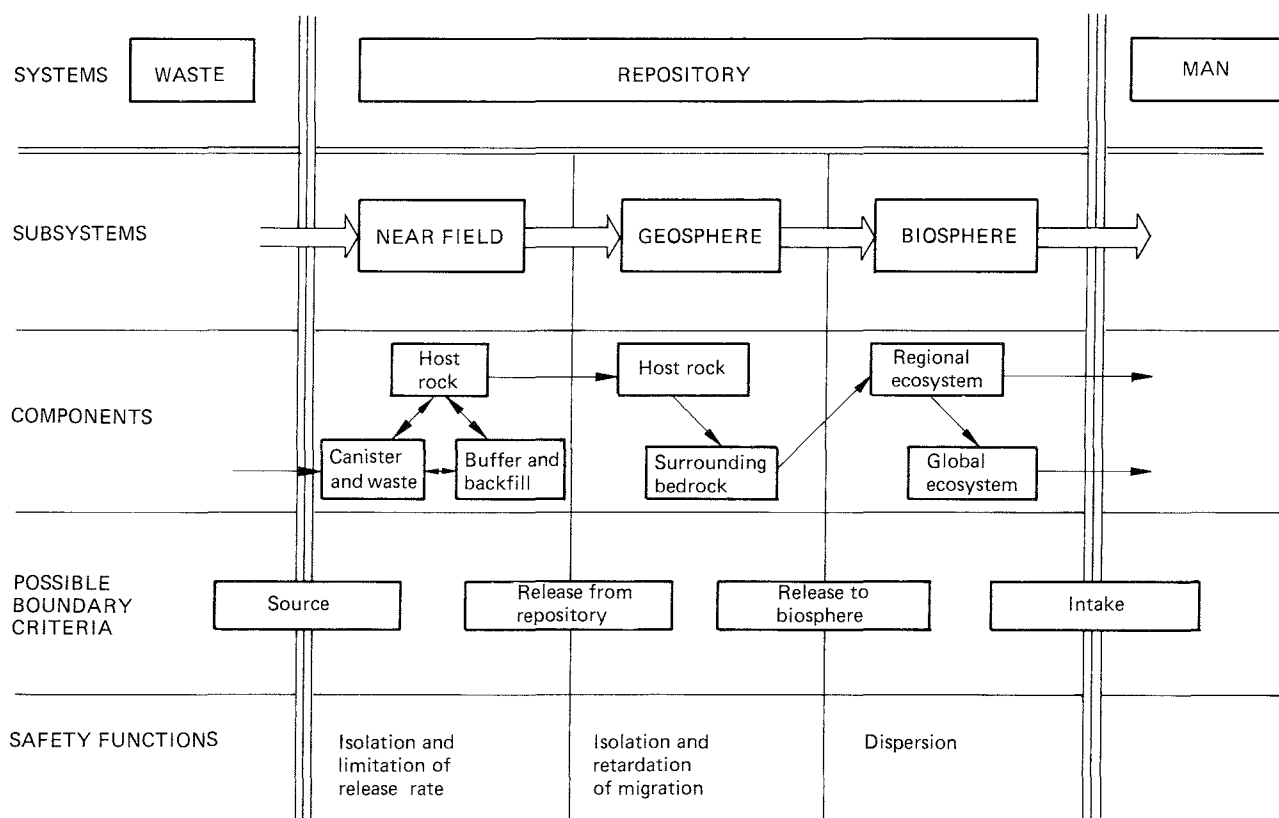 SYSTEMS
WASTE
REPOSITORY
MAN
SUBSYSTEMS
NEAR FIELD
GEOSPHERE
BIOSPHERE
COMPONENTS
Host
rock
Canister
and waste
Buffer and
backfill
Host rock
Surrounding
bedrock
Regional
ecosystem
Global
ecosystem
POSSIBLE
BOUNDARY
CRITERIA
Source
Release from
repository
Release to
biosphere
Intake
SAFETY FUNCTIONS
Isolation and
limitation of
release rate
Isolation and
retardation
of migration
Dispersion